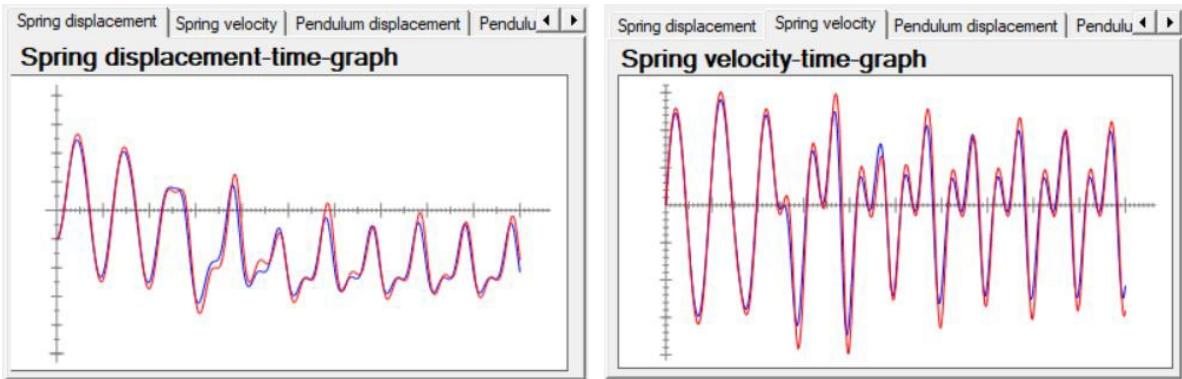 Spring displacement Spring velocity Pendulum displacement Pendulu
Spring displacement-time-graph
Spring displacement Spring velocity Pendulum displacement Pendulu
Spring velocity-time-graph